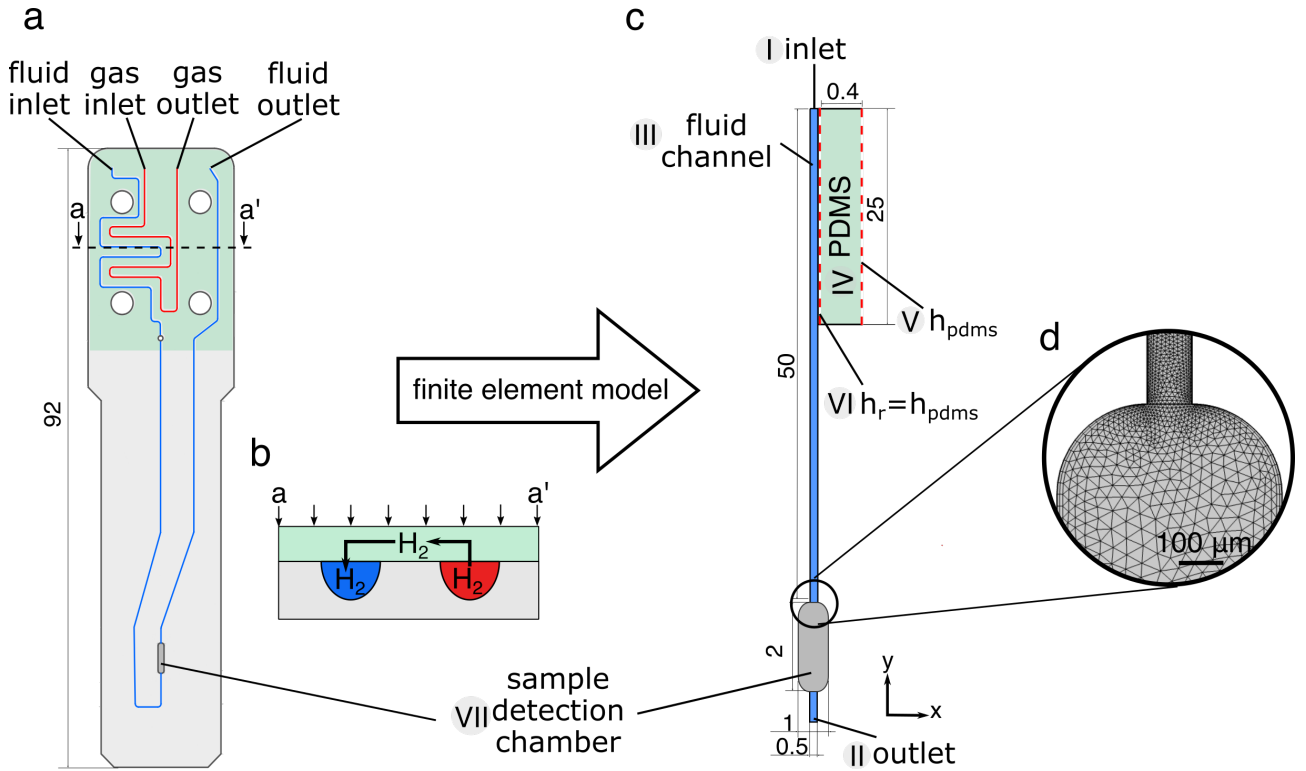 a
fluid inlet
gas inlet
gas outlet
fluid outlet
a
a'
92
b
a
a'
H2
H2
H2
finite element model
c
I inlet
0.4
III fluid channel
IV PDMS
25
V hpdms
50
VI hr=hpdms
d
100 μm
2
y
x
VII sample detection chamber
1
0.5
II outlet